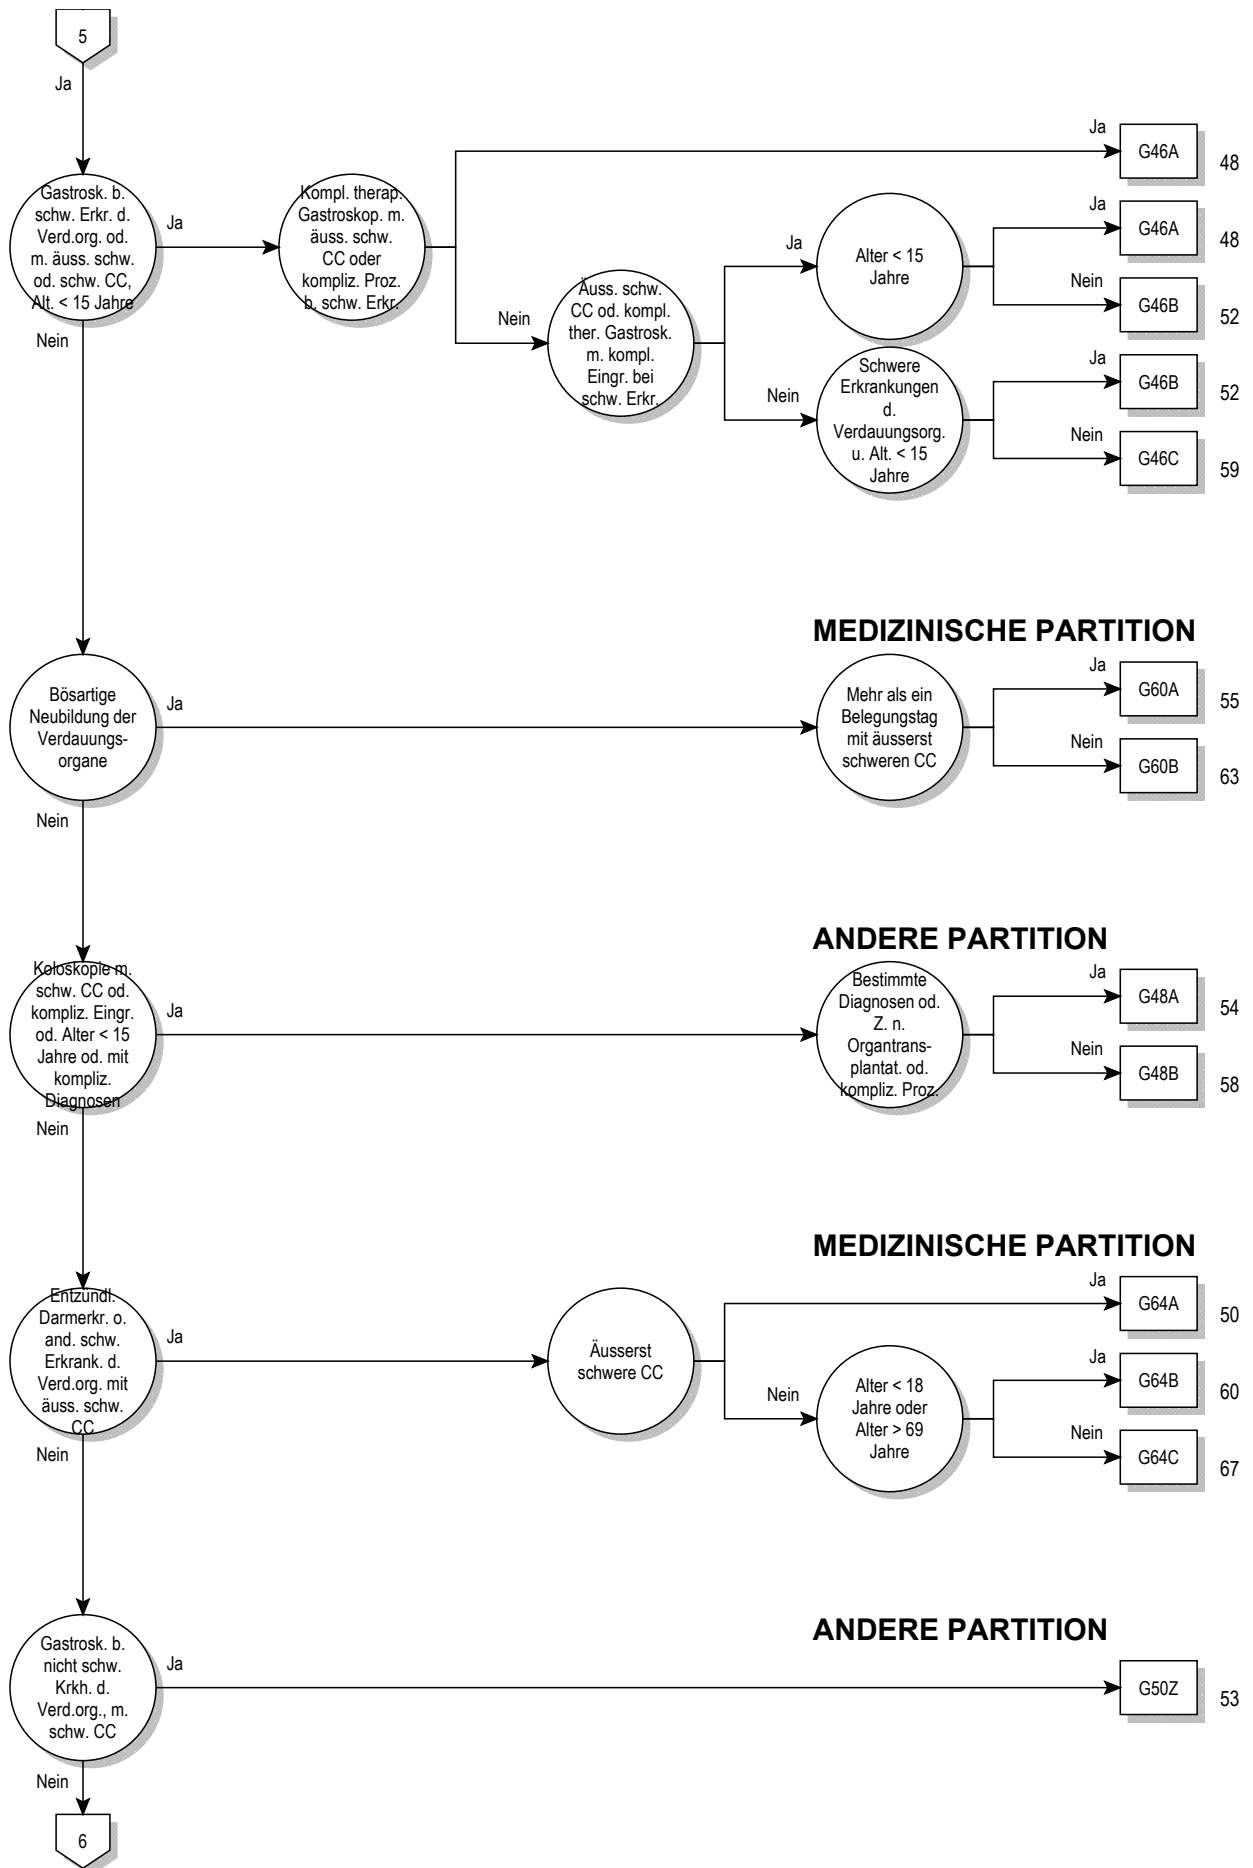 5
Ja
Gastrosk. b.
schw. Erkr. d.
Verd.org. od.
m. äuss. schw.
od. schw. CC,
Alt. < 15 Jahre
Ja
Nein
Kompl. therap.
Gastroskop. m.
äuss. schw.
CC oder
kompliz. Proz.
b. schw. Erkr.
Ja
G46A
48
Nein
Äuss. schw.
CC od. kompl.
ther. Gastrosk.
m. kompl.
Eingr. bei
schw. Erkr.
Ja
Alter < 15
Jahre
Ja
G46A
48
Nein
G46B
52
Nein
Schwere
Erkrankungen
d.
Verdauungsorg.
u. Alt. < 15
Jahre
Ja
G46B
52
Nein
G46C
59
MEDIZINISCHE PARTITION
Bösartige
Neubildung der
Verdauungs-
organe
Ja
Nein
Mehr als ein
Belegungstag
mit äusserst
schweren CC
Ja
G60A
55
Nein
G60B
63
ANDERE PARTITION
Koloskopie m.
schw. CC od.
kompliz. Eingr.
od. Alter < 15
Jahre od. mit
kompliz.
Diagnosen
Ja
Nein
Bestimmte
Diagnosen od.
Z. n.
Organtrans-
plantat. od.
kompliz. Proz.
Ja
G48A
54
Nein
G48B
58
MEDIZINISCHE PARTITION
Entzündl.
Darmerkr. o.
and. schw.
Erkrank. d.
Verd.org. mit
äuss. schw.
CC
Ja
Nein
Äusserst
schwere CC
Ja
G64A
50
Nein
Alter < 18
Jahre oder
Alter > 69
Jahre
Ja
G64B
60
Nein
G64C
67
ANDERE PARTITION
Gastrosk. b.
nicht schw.
Krkh. d.
Verd.org., m.
schw. CC
Ja
G50Z
53
Nein
6